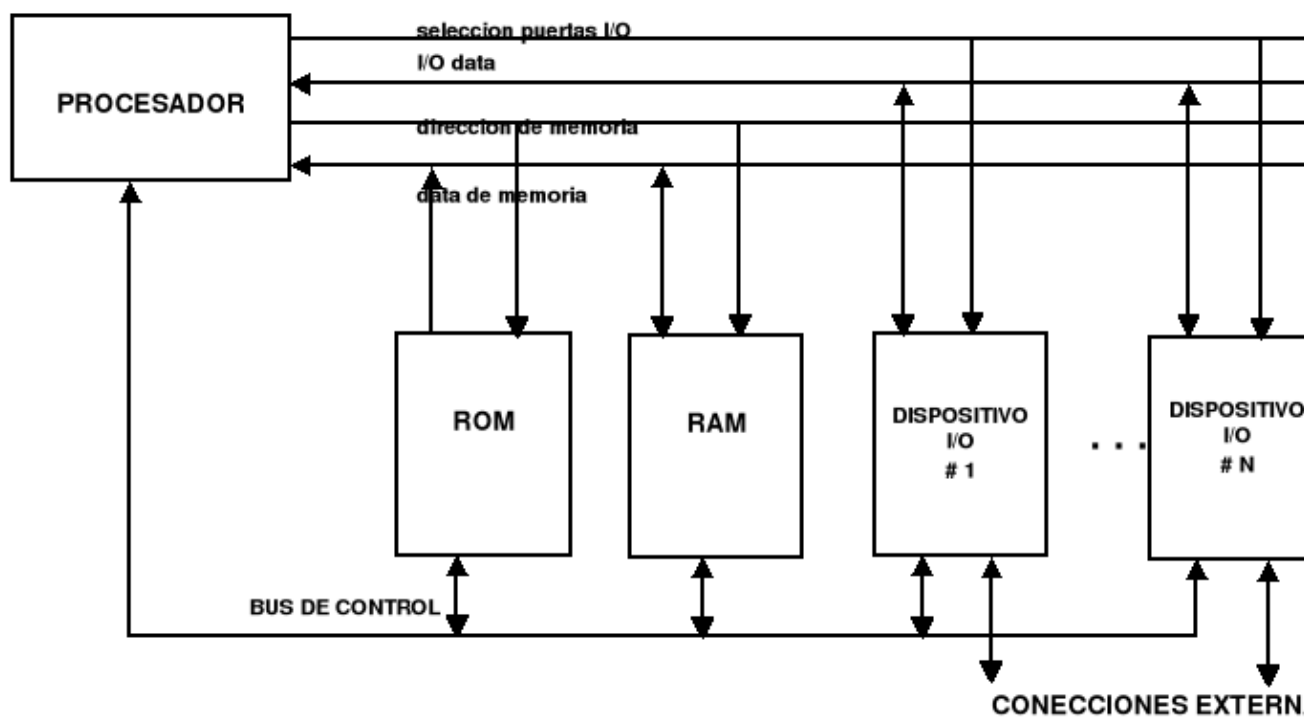 seleccion puertas I/O
I/O data
PROCESADOR
direccion de memoria
data de memoria
ROM
RAM
DISPOSITIVO
I/O
# 1
. . .
DISPOSITIVO
I/O
# N
BUS DE CONTROL
CONECCIONES EXTERN